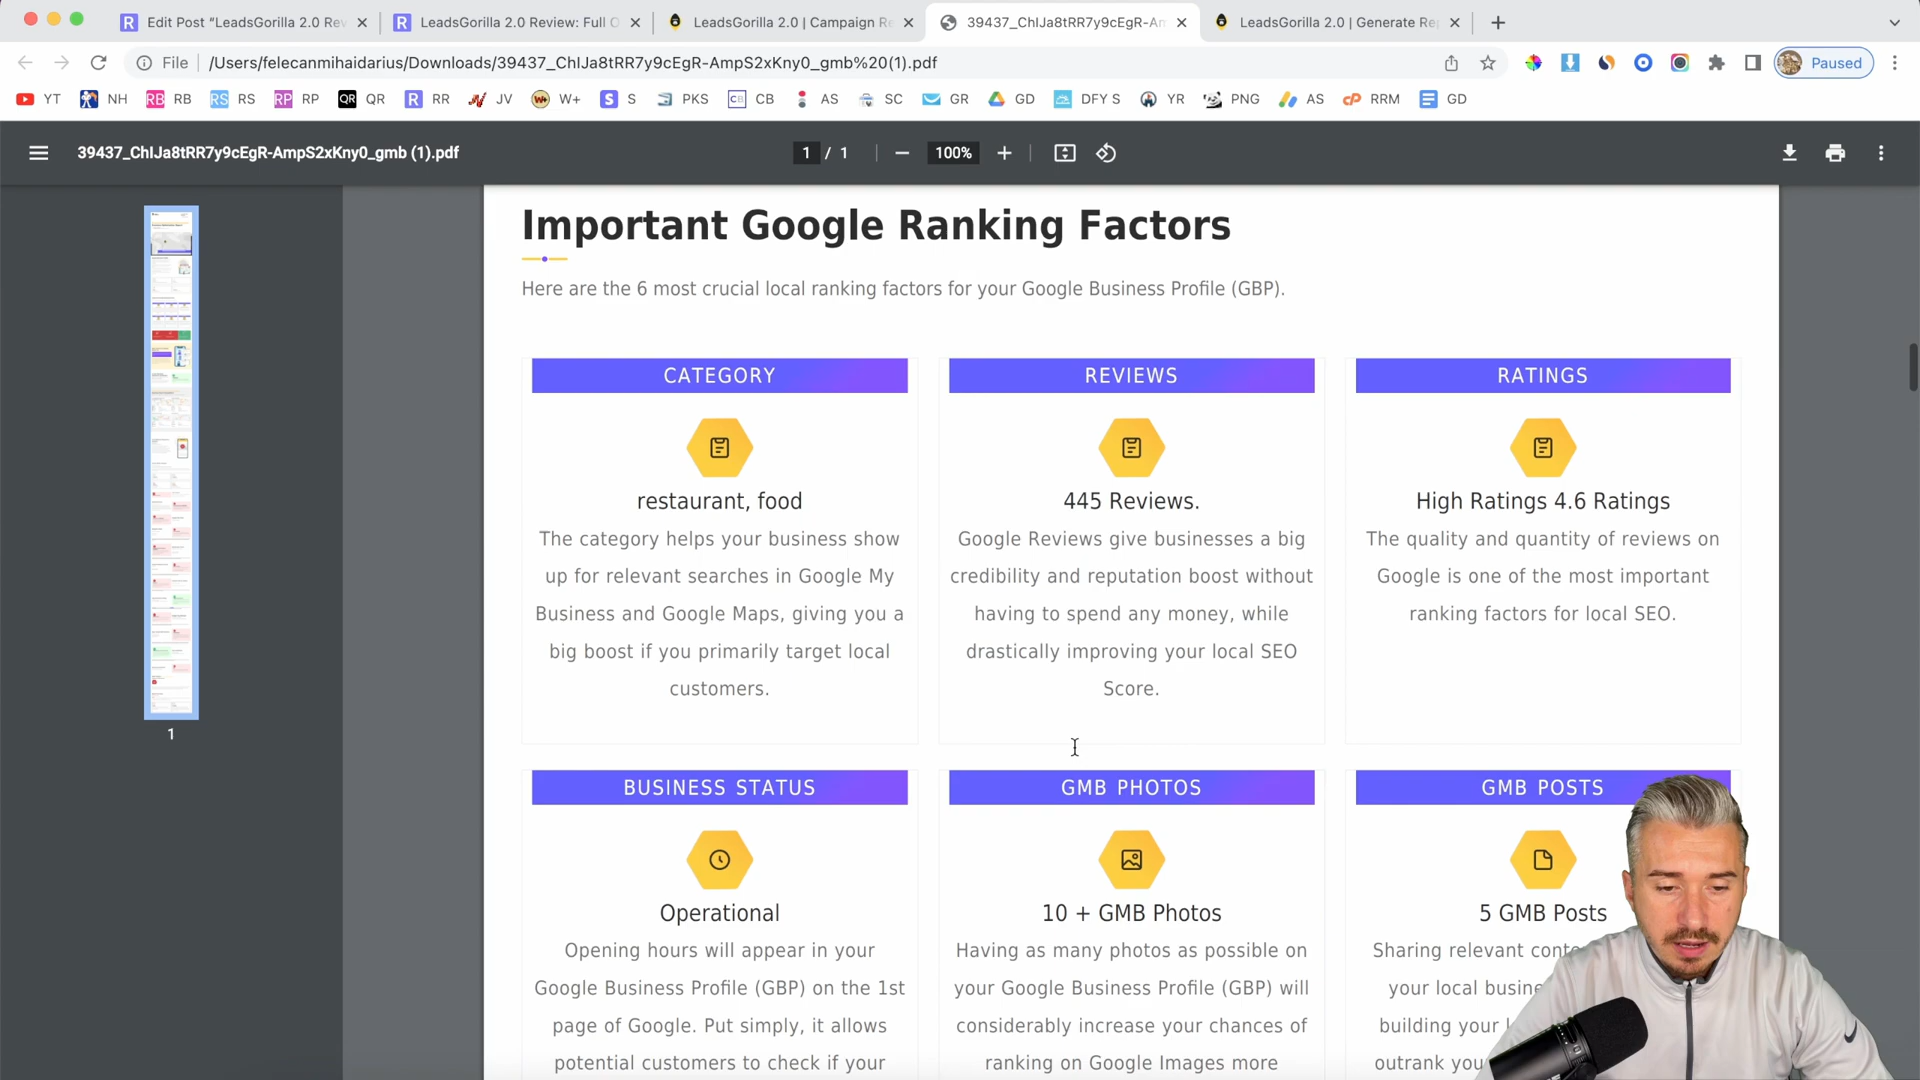 Edit Post “LeadsGorilla 2.0 Rev
LeadsGorilla 2.0 Review: Full O
LeadsGorilla 2.0 | Campaign Re
39437_ChIJa8tRR7y9cEgR-Am
LeadsGorilla 2.0 | Generate Rep
File
/Users/felecanmihaidarius/Downloads/39437_ChIJa8tRR7y9cEgR-AmpS2xKny0_gmb%20(1).pdf
Paused
YT
NH
RB RB
RS RS
RP RP
QR QR
R RR
JV
W+
S S
PKS
CB CB
AS
SC
GR
GD
DFY S
YR
PNG
AS
cP RRM
GD
39437_ChIJa8tRR7y9cEgR-AmpS2xKny0_gmb (1).pdf
1 / 1
100%
1
Important Google Ranking Factors
Here are the 6 most crucial local ranking factors for your Google Business Profile (GBP).
CATEGORY
restaurant, food
The category helps your business show
up for relevant searches in Google My
Business and Google Maps, giving you a
big boost if you primarily target local
customers.
REVIEWS
445 Reviews.
Google Reviews give businesses a big
credibility and reputation boost without
having to spend any money, while
drastically improving your local SEO
Score.
RATINGS
High Ratings 4.6 Ratings
The quality and quantity of reviews on
Google is one of the most important
ranking factors for local SEO.
BUSINESS STATUS
Operational
Opening hours will appear in your
Google Business Profile (GBP) on the 1st
page of Google. Put simply, it allows
potential customers to check if your
GMB PHOTOS
10 + GMB Photos
Having as many photos as possible on
your Google Business Profile (GBP) will
considerably increase your chances of
ranking on Google Images more
GMB POSTS
5 GMB Posts
Sharing relevant cont
your local busine
building your
outrank you